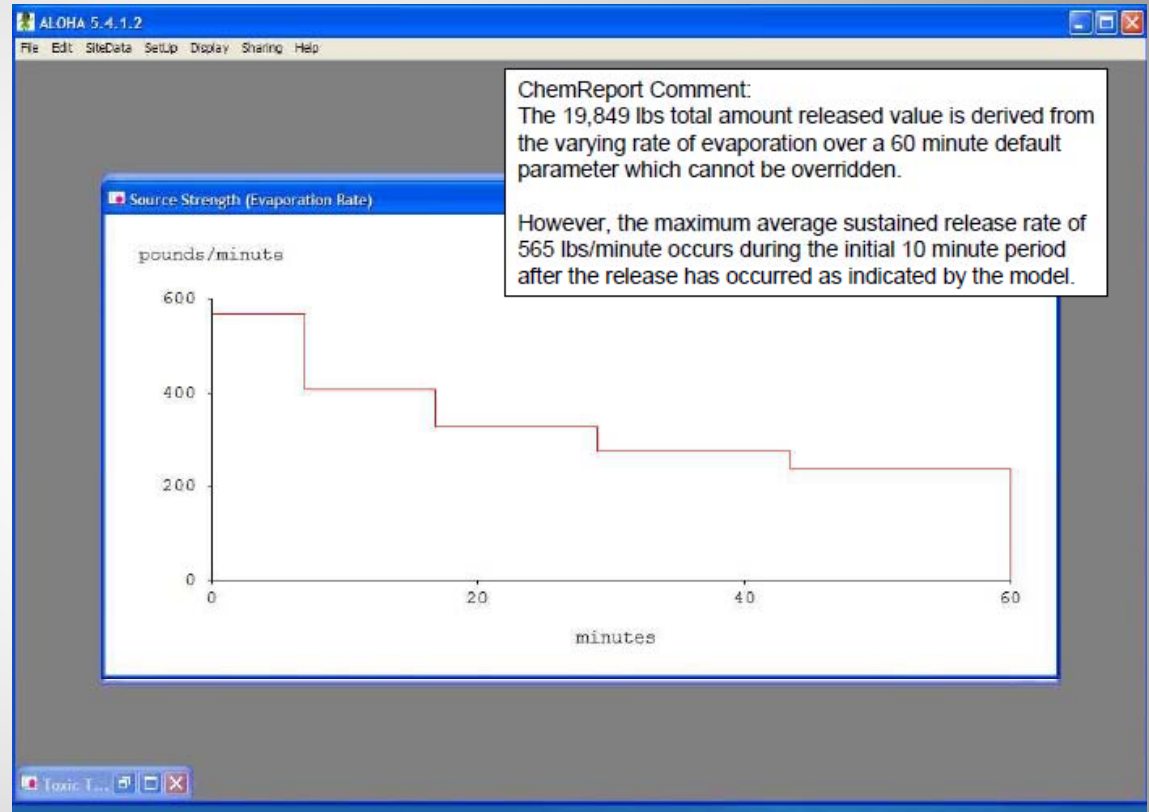 ALOHA 5.4.1.2
File Edit SiteData SetUp Display Sharing Help
ChemReport Comment:
The 19,849 lbs total amount released value is derived from
the varying rate of evaporation over a 60 minute default
parameter which cannot be overridden.
However, the maximum average sustained release rate of
565 lbs/minute occurs during the initial 10 minute period
after the release has occurred as indicated by the model.
Source Strength (Evaporation Rate)
pounds/minute
600
400
200
0
0 20 40 60
minutes
Toxic T...